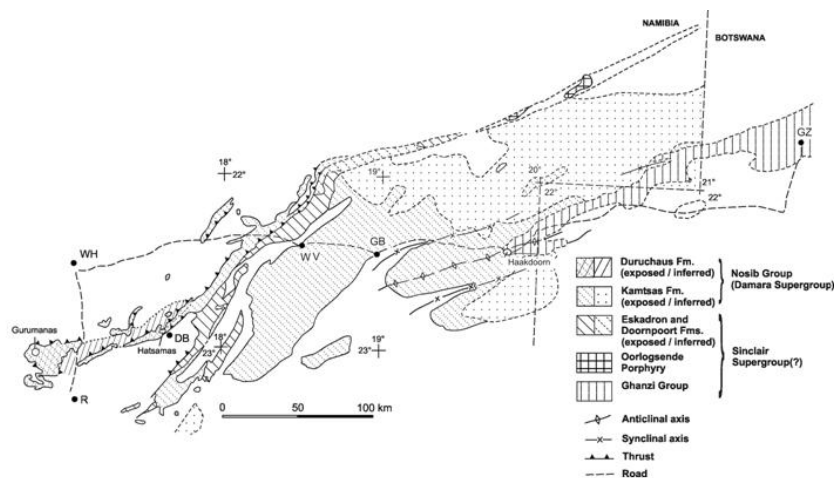 NAMIBIA
BOTSWANA
GZ
18°
22°
19°
20°
22°
21°
22°
WH
W V
GB
Haakdoorn
Gurumanas
Hatsamas
DB
18°
23°
19°
23°
R
0 50 100 km
Duruchaus Fm.
(exposed / inferred)
Kamtsas Fm.
(exposed / inferred)
Nosib Group
(Damara Supergroup)
Eskadron and
Doornpoort Fms.
(exposed / inferred)
Oorlogsende
Porphyry
Ghanzi Group
Sinclair
Supergroup(?)
Anticlinal axis
Synclinal axis
Thrust
Road